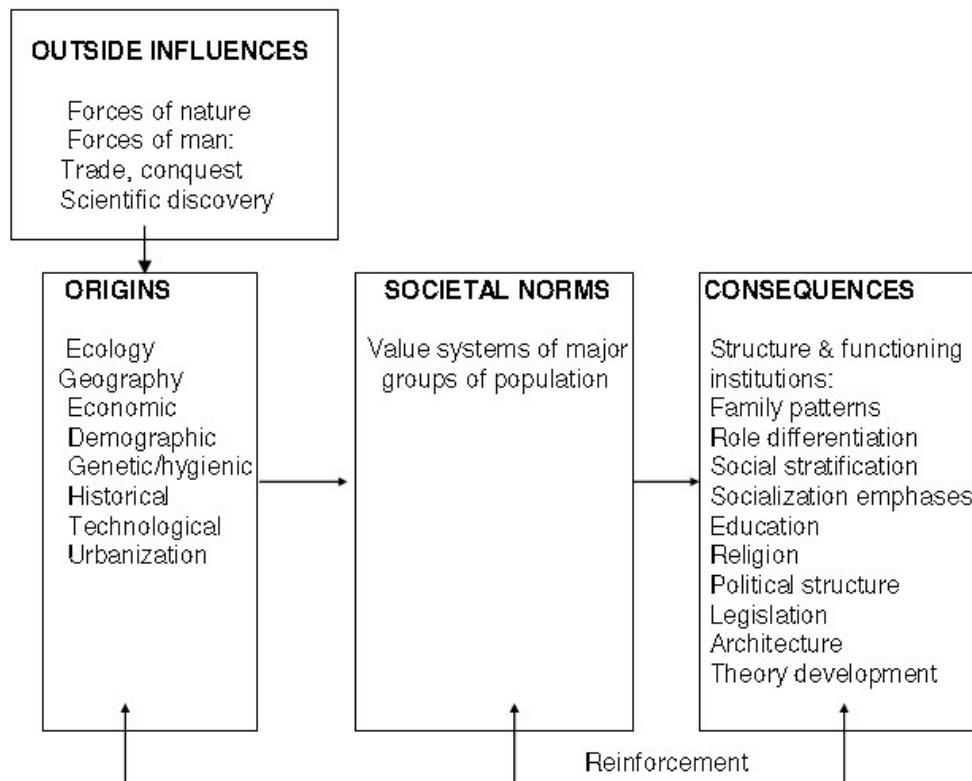 OUTSIDE INFLUENCES
Forces of nature
Forces of man:
Trade, conquest
Scientific discovery
ORIGINS
Ecology
Geography
Economic
Demographic
Genetic/hygienic
Historical
Technological
Urbanization
SOCIETAL NORMS
Value systems of major
groups of population
CONSEQUENCES
Structure & functioning
institutions:
Family patterns
Role differentiation
Social stratification
Socialization emphases
Education
Religion
Political structure
Legislation
Architecture
Theory development
Reinforcement